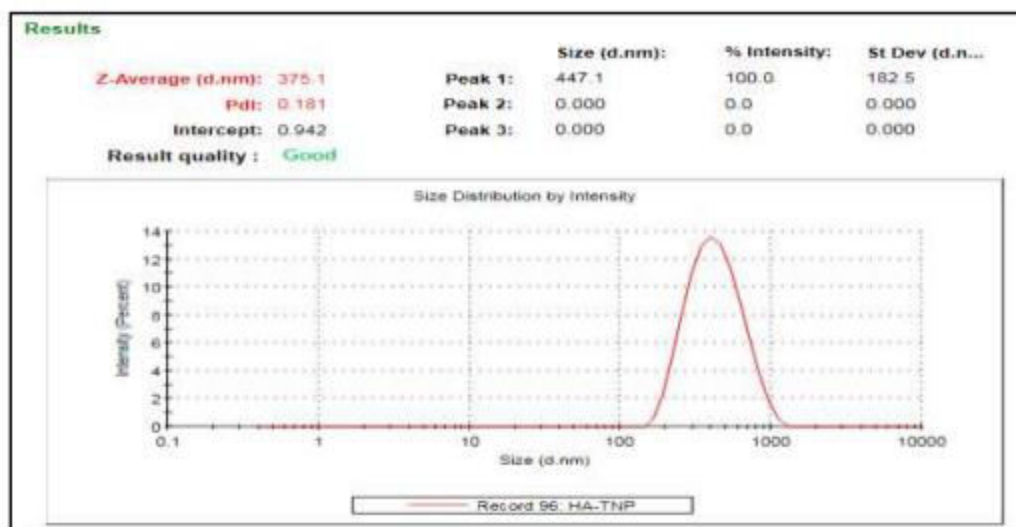 Results
Size (d.nm): % Intensity: St Dev (d.n...
Z-Average (d.nm): 375.1 Peak 1: 447.1 100.0 182.5
PdI: 0.181 Peak 2: 0.000 0.0 0.000
Intercept: 0.942 Peak 3: 0.000 0.0 0.000
Result quality : Good
Size Distribution by Intensity
Intensity (Percent)
14
12
10
8
6
4
2
0
0.1 1 10 100 1000 10000
Size (d.nm)
Record 96: HA-TNP